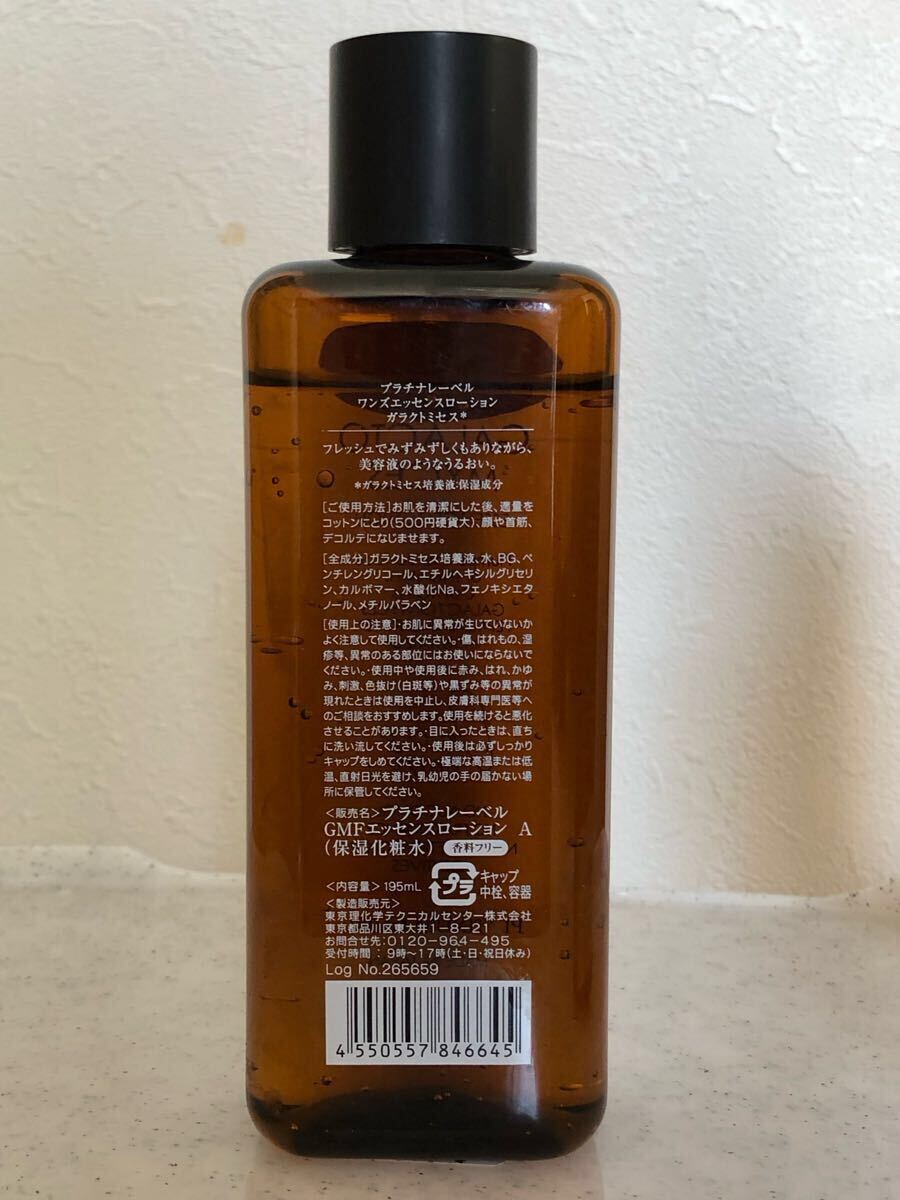 プラチナレーベル
ワンズエッセンスローション
ガラクトミセス*
フレッシュでみずみずしくもありながら、
美容液のようなうるおい。
*ガラクトミセス培養液:保湿成分
[ご使用方法]お肌を清潔にした後、適量を
コットンにとり(500円硬貨大)、顔や首筋、
デコルテになじませます。
[全成分]ガラクトミセス培養液、水、BG、ペ
ンチレングリコール、エチルヘキシルグリセリ
ン、カルボマー、水酸化Na、フェノキシエタ
ノール、メチルパラベン
[使用上の注意]・お肌に異常が生じていないか
よく注意して使用してください。・傷、はれもの、湿
疹等、異常のある部位にはお使いにならないで
ください。・使用中や使用後に赤み、はれ、かゆ
み、刺激、色抜け(白斑等)や黒ずみ等の異常が
現れたときは使用を中止し、皮膚科専門医等へ
のご相談をおすすめします。使用を続けると悪化
させることがあります。・目に入ったときは、直ち
に洗い流してください。・使用後は必ずしっかり
キャップをしめてください。・極端な高温または低
温、直射日光を避け、乳幼児の手の届かない場
所に保管してください。
<販売名>プラチナレーベル
GMFエッセンスローション A
(保湿化粧水) 香料フリー
<内容量>195mL プラ キャップ
中栓、容器
<製造販売元>
東京理化学テクニカルセンター株式会社
東京都品川区東大井1-8-21
お問合せ先:0120-964-495
受付時間:9時〜17時(土・日・祝日休み)
Log No.265659
4 550557 846645